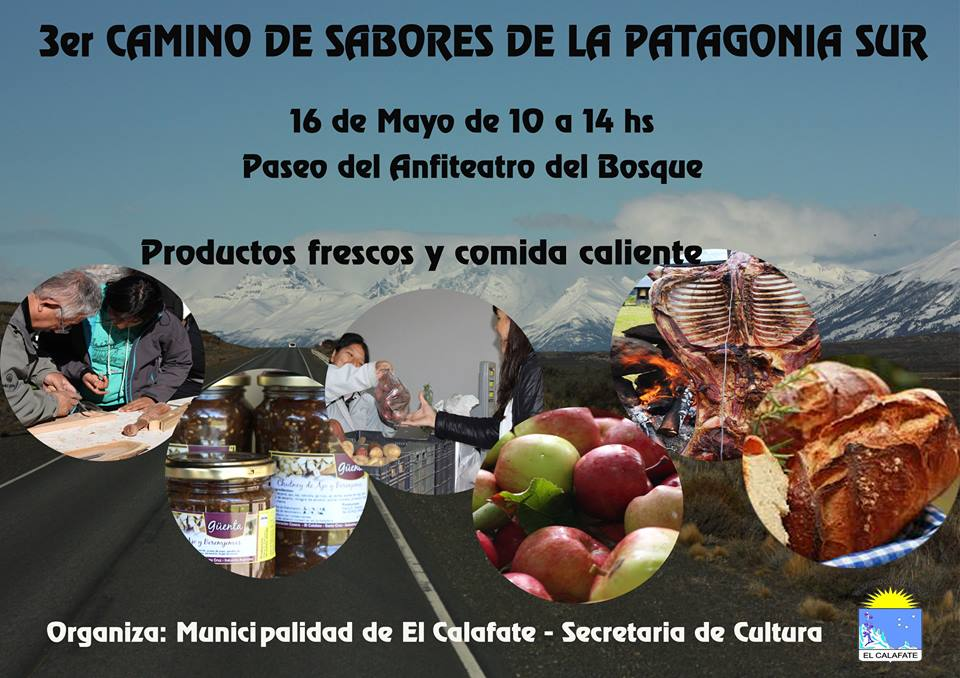 3er CAMINO DE SABORES DE LA PATAGONIA SUR
16 de Mayo de 10 a 14 hs
Paseo del Anfiteatro del Bosque
Productos frescos y comida caliente
Güenta
Chutney de Ajo y Berenjenas
Güenta
Ajo y Berenjenas
Organiza: Municipalidad de El Calafate - Secretaria de Cultura
EL CALAFATE